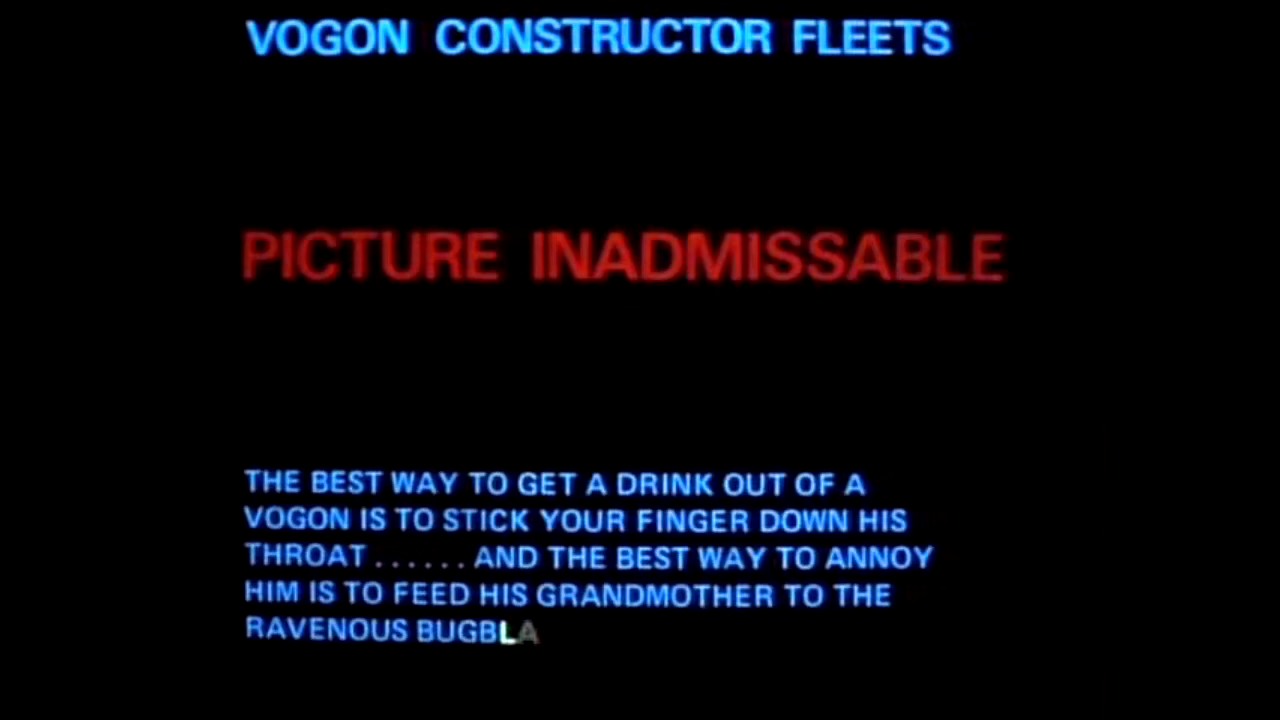 VOGON CONSTRUCTOR FLEETS
PICTURE INADMISSABLE
THE BEST WAY TO GET A DRINK OUT OF A
VOGON IS TO STICK YOUR FINGER DOWN HIS
THROAT ...... AND THE BEST WAY TO ANNOY
HIM IS TO FEED HIS GRANDMOTHER TO THE
RAVENOUS BUGBLA